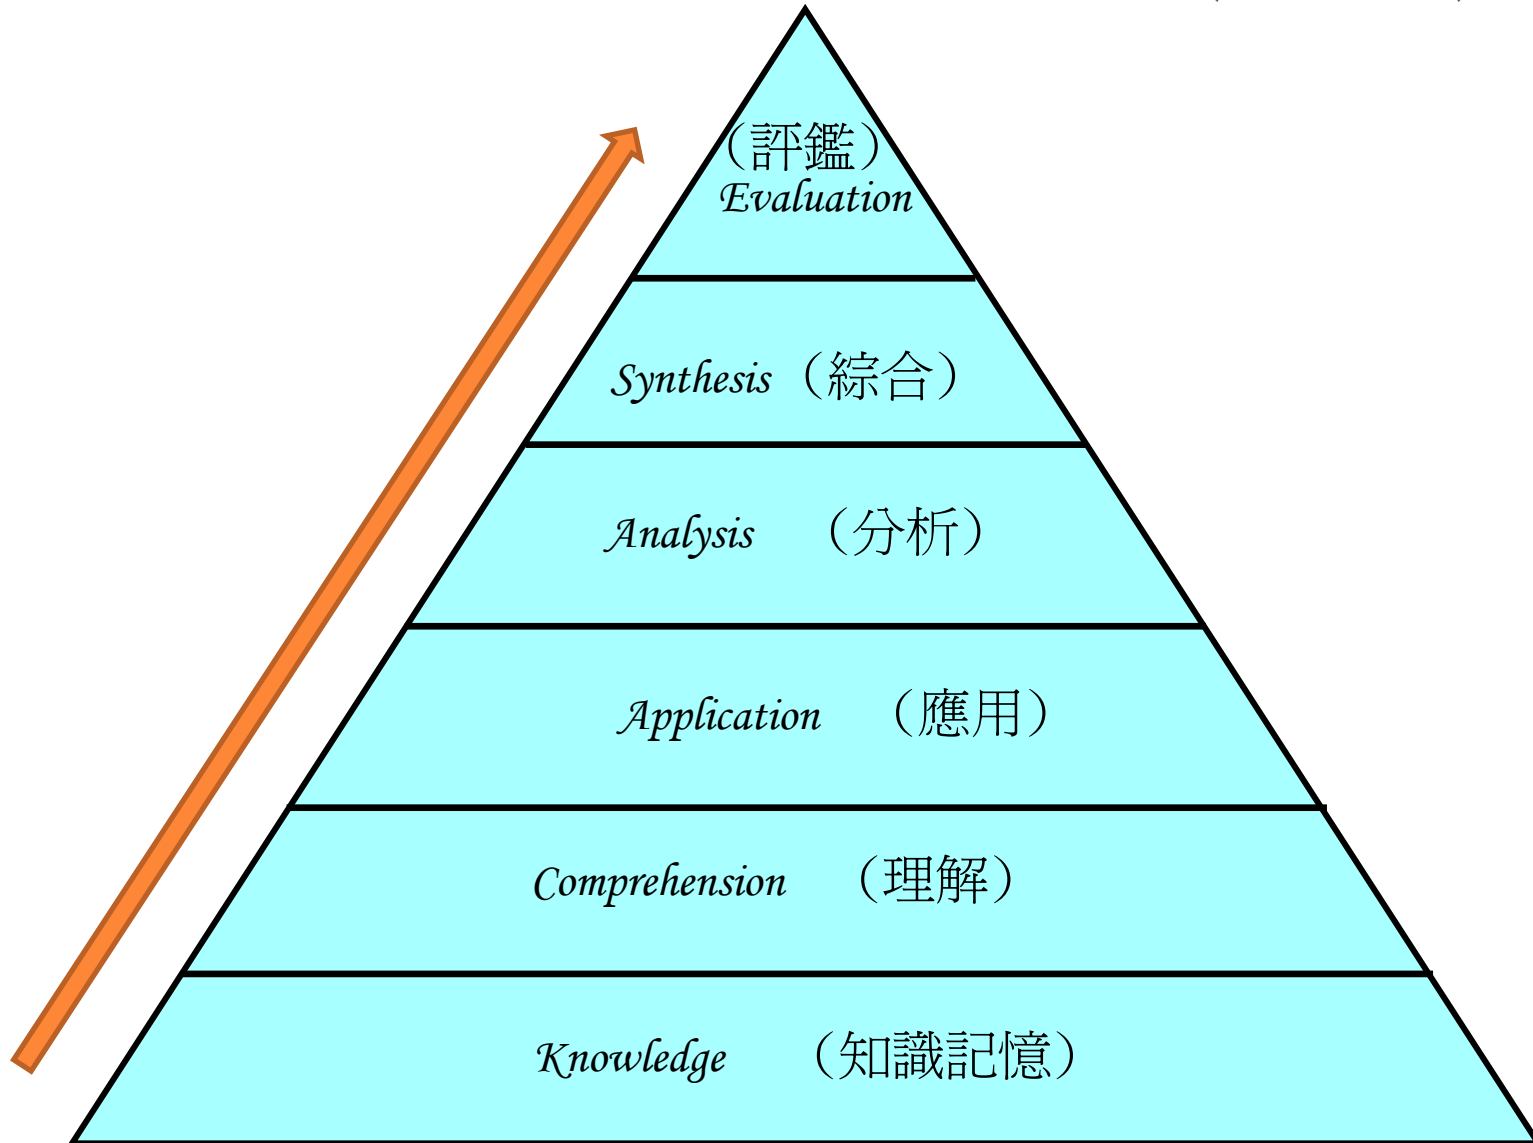 （評鑑）
Evaluation
Synthesis（綜合）
Analysis （分析）
Application （應用）
Comprehension （理解）
Knowledge （知識記憶）